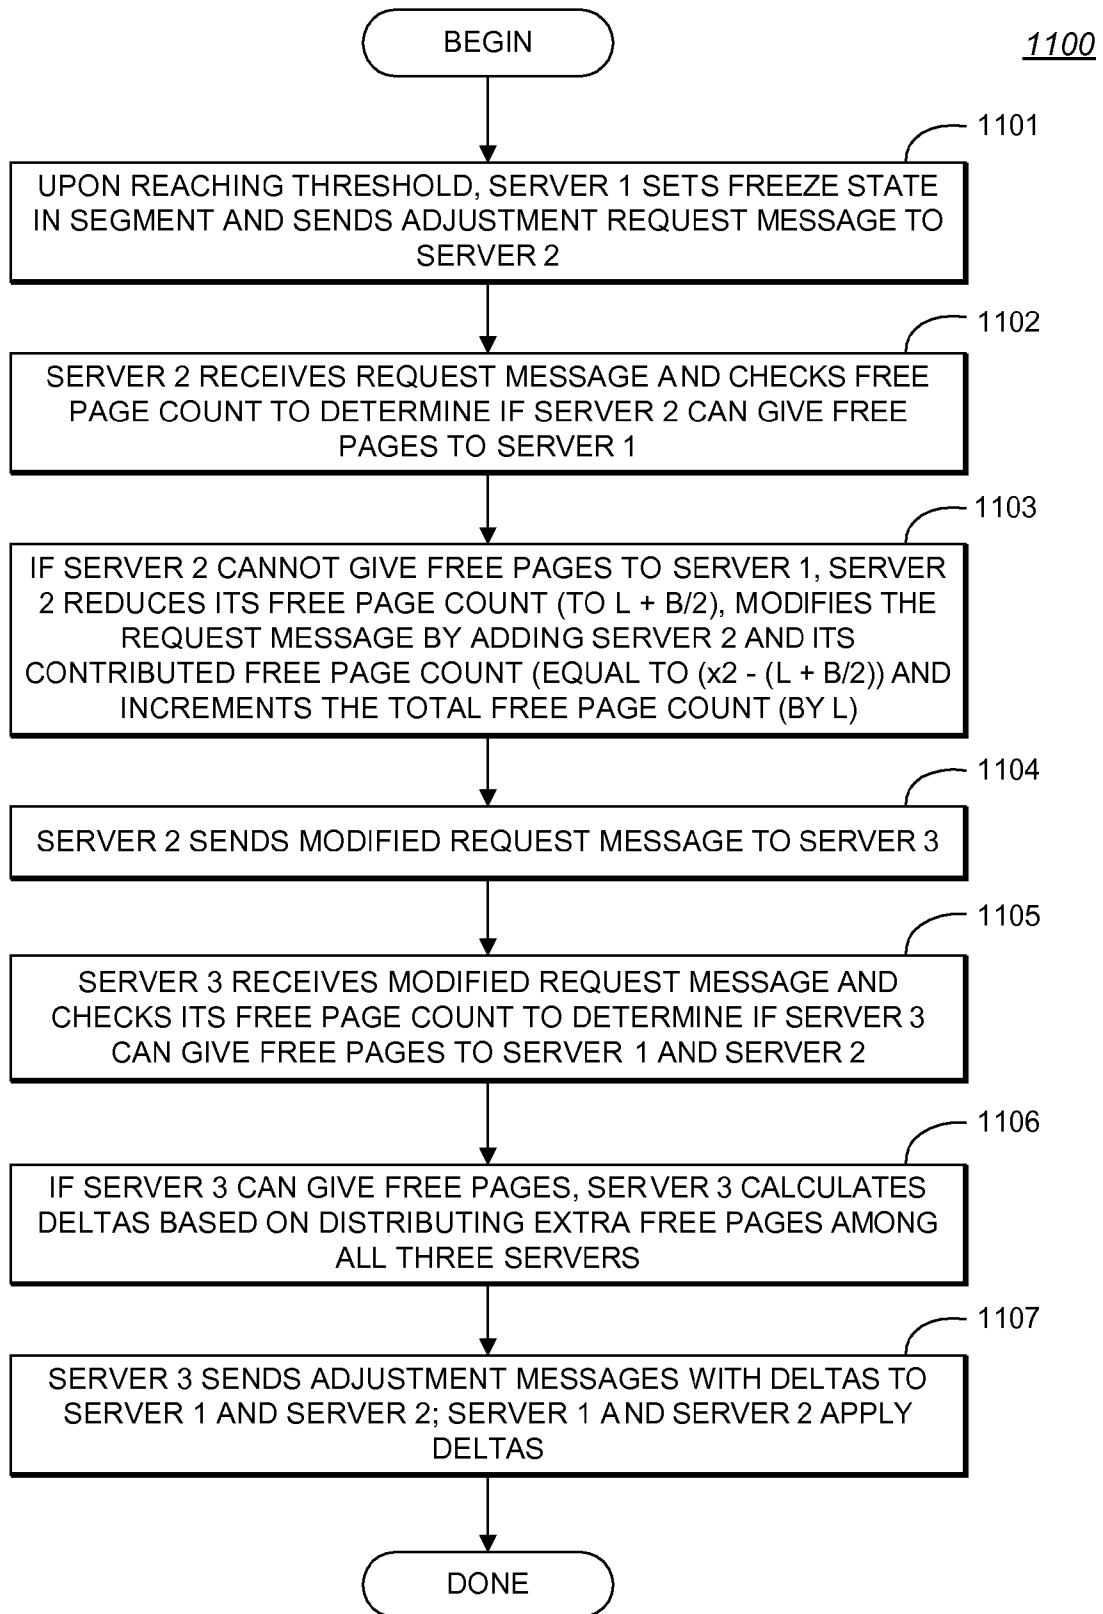 BEGIN
1100
1101
UPON REACHING THRESHOLD, SERVER 1 SETS FREEZE STATE
IN SEGMENT AND SENDS ADJUSTMENT REQUEST MESSAGE TO
SERVER 2
1102
SERVER 2 RECEIVES REQUEST MESSAGE AND CHECKS FREE
PAGE COUNT TO DETERMINE IF SERVER 2 CAN GIVE FREE
PAGES TO SERVER 1
1103
IF SERVER 2 CANNOT GIVE FREE PAGES TO SERVER 1, SERVER
2 REDUCES ITS FREE PAGE COUNT (TO L + B/2), MODIFIES THE
REQUEST MESSAGE BY ADDING SERVER 2 AND ITS
CONTRIBUTED FREE PAGE COUNT (EQUAL TO (x2 - (L + B/2)) AND
INCREMENTS THE TOTAL FREE PAGE COUNT (BY L)
1104
SERVER 2 SENDS MODIFIED REQUEST MESSAGE TO SERVER 3
1105
SERVER 3 RECEIVES MODIFIED REQUEST MESSAGE AND
CHECKS ITS FREE PAGE COUNT TO DETERMINE IF SERVER 3
CAN GIVE FREE PAGES TO SERVER 1 AND SERVER 2
1106
IF SERVER 3 CAN GIVE FREE PAGES, SERVER 3 CALCULATES
DELTAS BASED ON DISTRIBUTING EXTRA FREE PAGES AMONG
ALL THREE SERVERS
1107
SERVER 3 SENDS ADJUSTMENT MESSAGES WITH DELTAS TO
SERVER 1 AND SERVER 2; SERVER 1 AND SERVER 2 APPLY
DELTAS
DONE